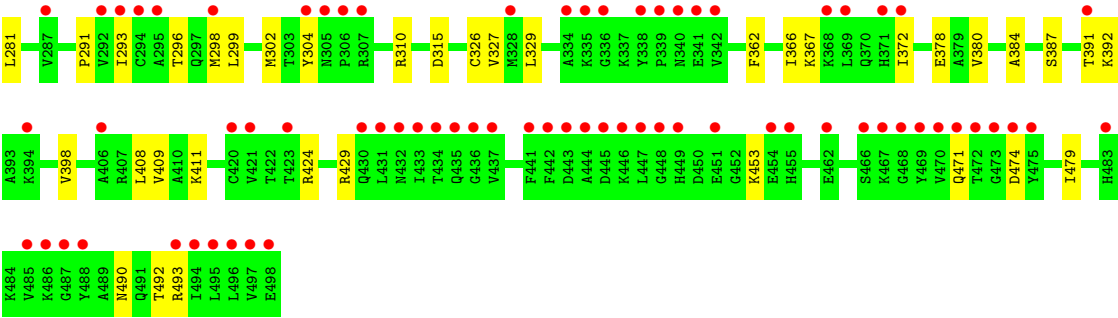 L281 V287 P291 V292 I293 C294 A295 T296 Q297 M298 L299 M302 T303 Y304 N305 P306 R307 R310 D315 C326 V327 M328 L329 A334 K335 G336 K337 Y338 P339 N340 E341 V342 F362 I366 K367 K368 L369 Q370 H371 I372 E378 A379 V380 A384 S387 T391 K392
A393 K394 V398 A406 R407 L408 V409 A410 K411 C420 V421 T422 T423 R424 R429 Q430 L431 N432 I433 T434 Q435 G436 V437 F441 F442 D443 A444 D445 K446 L447 G448 H449 D450 E451 G452 K453 E454 H455 E462 S466 K467 G468 Y469 V470 Q471 T472 G473 D474 Y475 I479 H483
K484 V485 K486 G487 Y488 A489 N490 Q491 T492 R493 I494 L495 L496 V497 E498